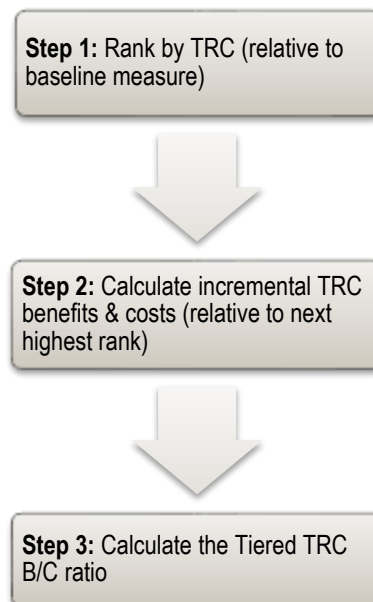 Step 1: Rank by TRC (relative to
baseline measure)
Step 2: Calculate incremental TRC
benefits & costs (relative to next
highest rank)
Step 3: Calculate the Tiered TRC
B/C ratio